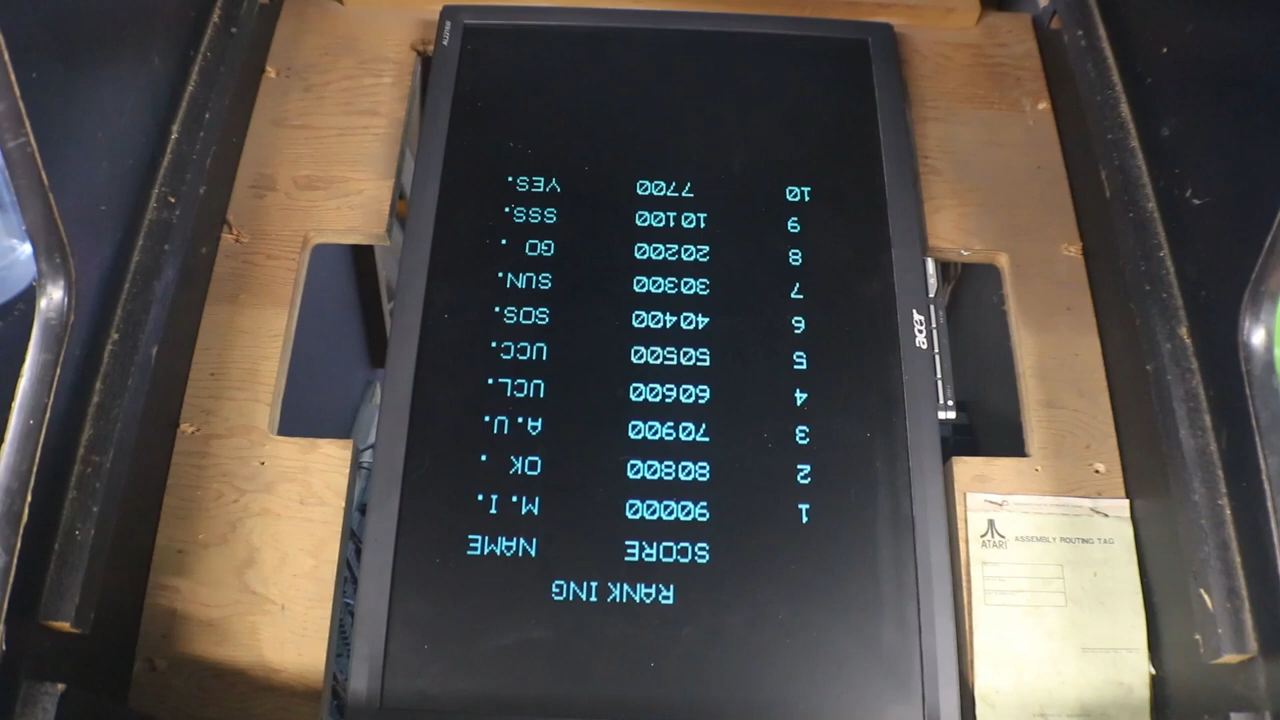 RANKING
SCORE NAME
1 90000 M.I.
2 80800 OK .
3 70900 A.U.
4 60600 UCL.
5 50500 UCC.
6 40400 SOS.
7 30300 SUN.
8 20200 GO .
9 10100 SSS.
10 7700 YES.
acer
ATARI ASSEMBLY ROUTING TAG